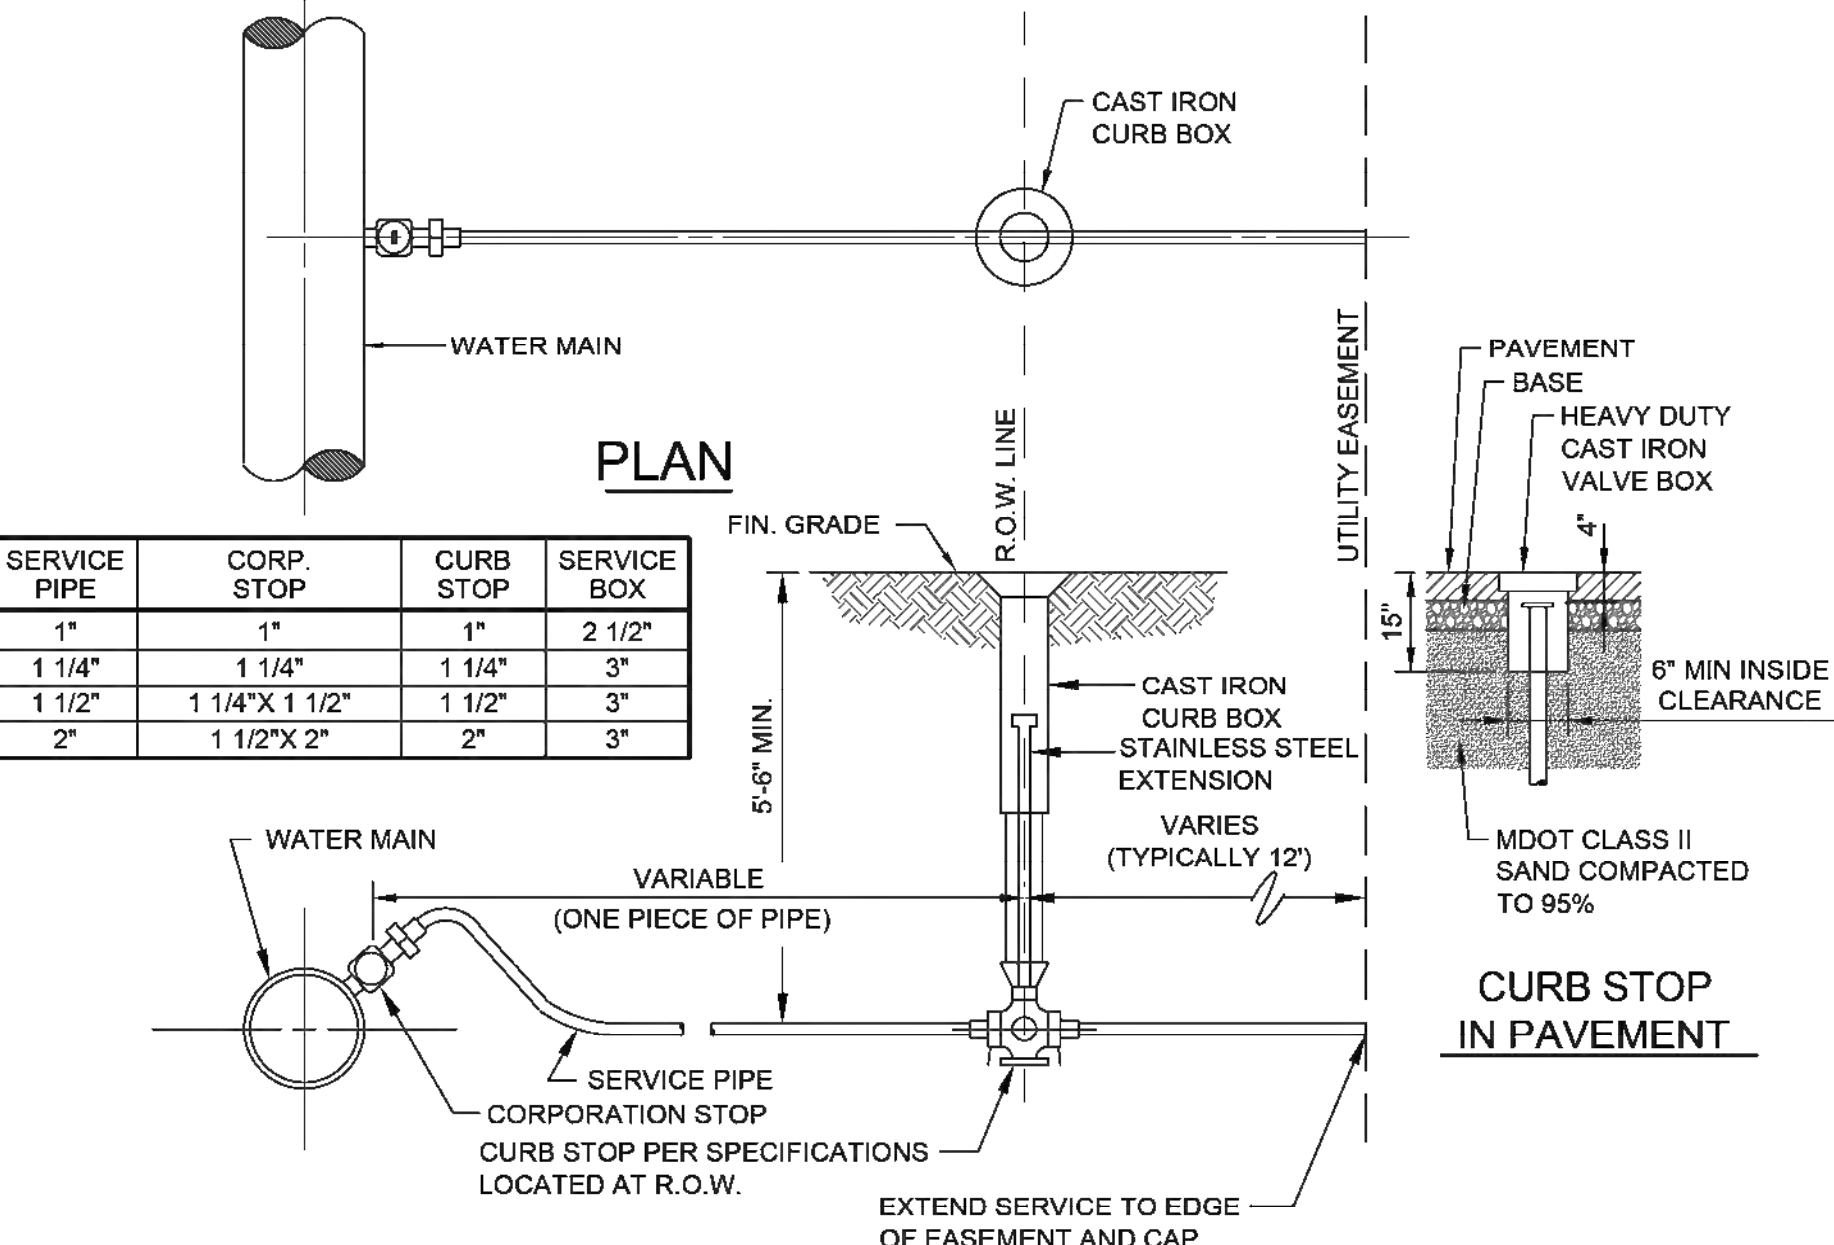 CAST IRON
CURB BOX
WATER MAIN
PLAN
R.O.W. LINE
UTILITY EASEMENT
FIN. GRADE
SERVICE PIPE CORP. STOP CURB STOP SERVICE BOX
1" 1" 1" 2 1/2"
1 1/4" 1 1/4" 1 1/4" 3"
1 1/2" 1 1/4"X 1 1/2" 1 1/2" 3"
2" 1 1/2"X 2" 2" 3"
5'-6" MIN.
CAST IRON
CURB BOX
STAINLESS STEEL
EXTENSION
VARIES
(TYPICALLY 12')
WATER MAIN
VARIABLE
(ONE PIECE OF PIPE)
SERVICE PIPE
CORPORATION STOP
CURB STOP PER SPECIFICATIONS
LOCATED AT R.O.W.
EXTEND SERVICE TO EDGE
OF EASEMENT AND CAP
PAVEMENT
BASE
HEAVY DUTY
CAST IRON
VALVE BOX
4"
15"
6" MIN INSIDE
CLEARANCE
MDOT CLASS II
SAND COMPACTED
TO 95%
CURB STOP
IN PAVEMENT